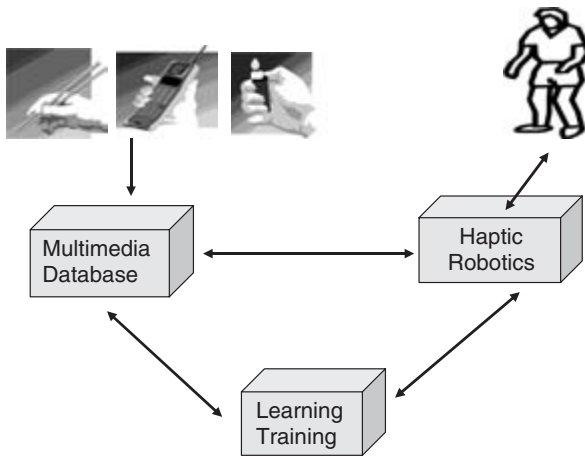 Multimedia
Database
Haptic
Robotics
Learning
Training